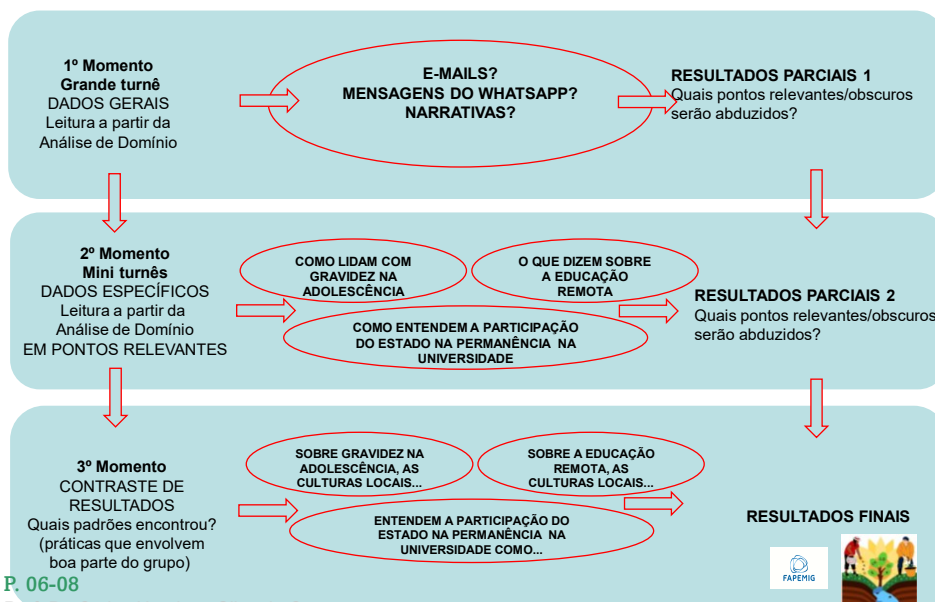 1º Momento
Grande turnê
DADOS GERAIS
Leitura a partir da
Análise de Domínio
E-MAILS?
MENSAGENS DO WHATSAPP?
NARRATIVAS?
RESULTADOS PARCIAIS 1
Quais pontos relevantes/obscuros
serão abduzidos?
2º Momento
Mini turnês
DADOS ESPECÍFICOS
Leitura a partir da
Análise de Domínio
EM PONTOS RELEVANTES
COMO LIDAM COM
GRAVIDEZ NA
ADOLESCÊNCIA
O QUE DIZEM SOBRE
A EDUCAÇÃO
REMOTA
COMO ENTENDEM A PARTICIPAÇÃO
DO ESTADO NA PERMANÊNCIA NA
UNIVERSIDADE
RESULTADOS PARCIAIS 2
Quais pontos relevantes/obscuros
serão abduzidos?
3º Momento
CONTRASTE DE
RESULTADOS
Quais padrões encontrou?
(práticas que envolvem
boa parte do grupo)
SOBRE GRAVIDEZ NA
ADOLESCÊNCIA, AS
CULTURAS LOCAIS...
SOBRE A EDUCAÇÃO
REMOTA, AS
CULTURAS LOCAIS...
ENTENDEM A PARTICIPAÇÃO DO
ESTADO NA PERMANÊNCIA NA
UNIVERSIDADE COMO...
RESULTADOS FINAIS
FAPEMIG
P. 06-08